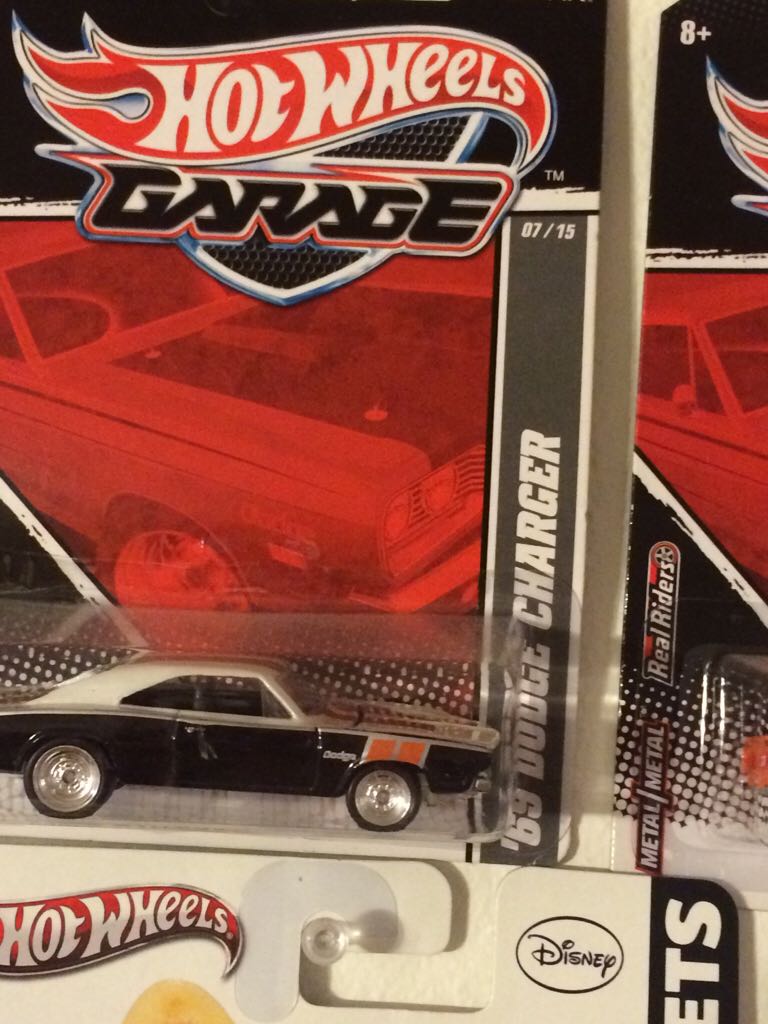 HOT WHEELS
GARAGE
TM
07/15
'69 DODGE CHARGER
Dodge
8+
Real Riders
METAL/METAL
HOT WHEELS
Disney
ETS